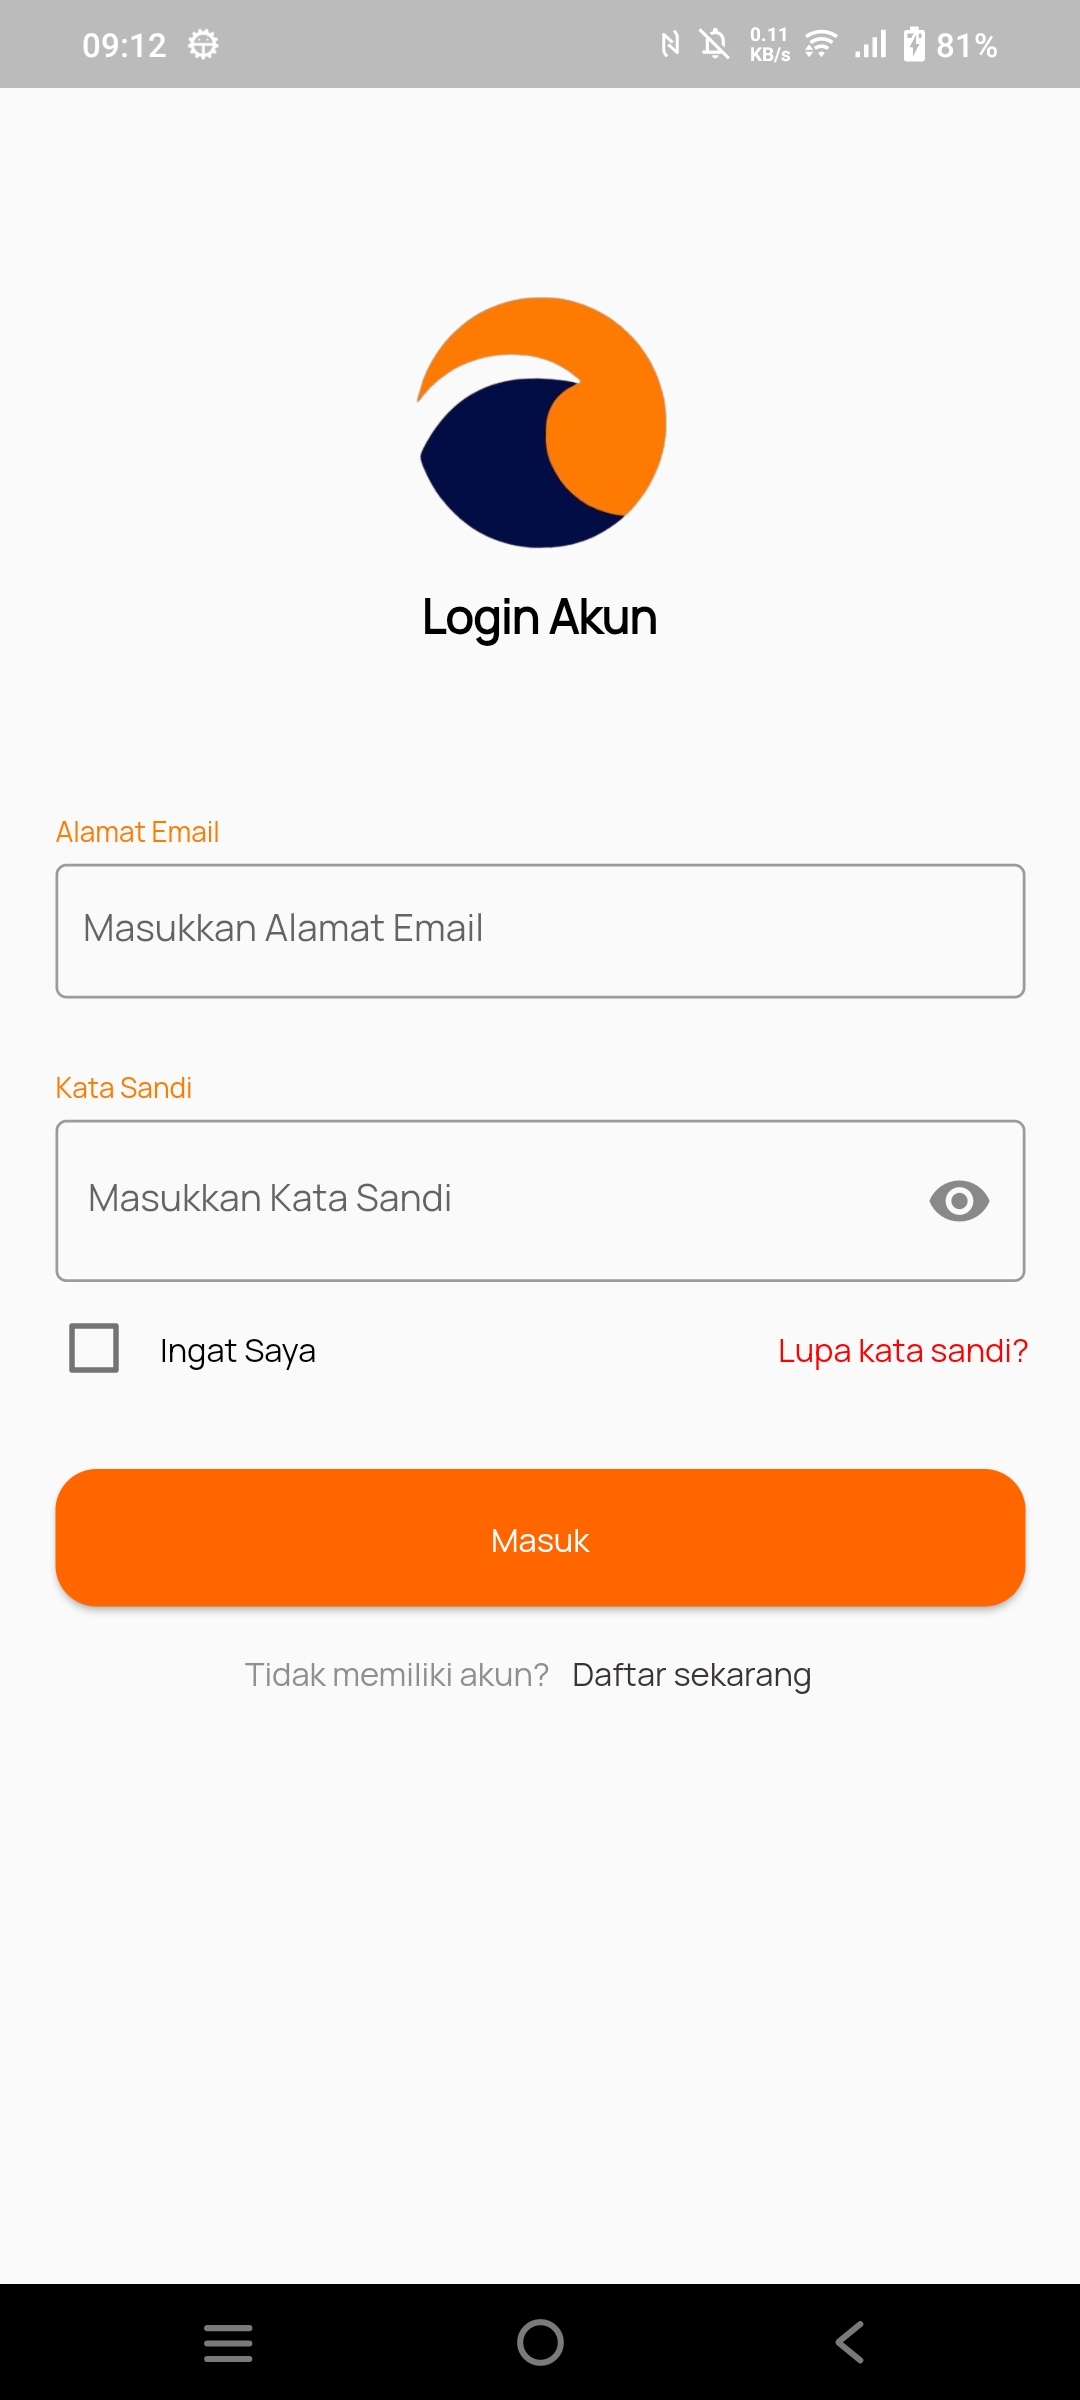 09:12 0.11 KB/s 81%
Login Akun
Alamat Email
Masukkan Alamat Email
Kata Sandi
Masukkan Kata Sandi
Ingat Saya Lupa kata sandi?
Masuk
Tidak memiliki akun? Daftar sekarang